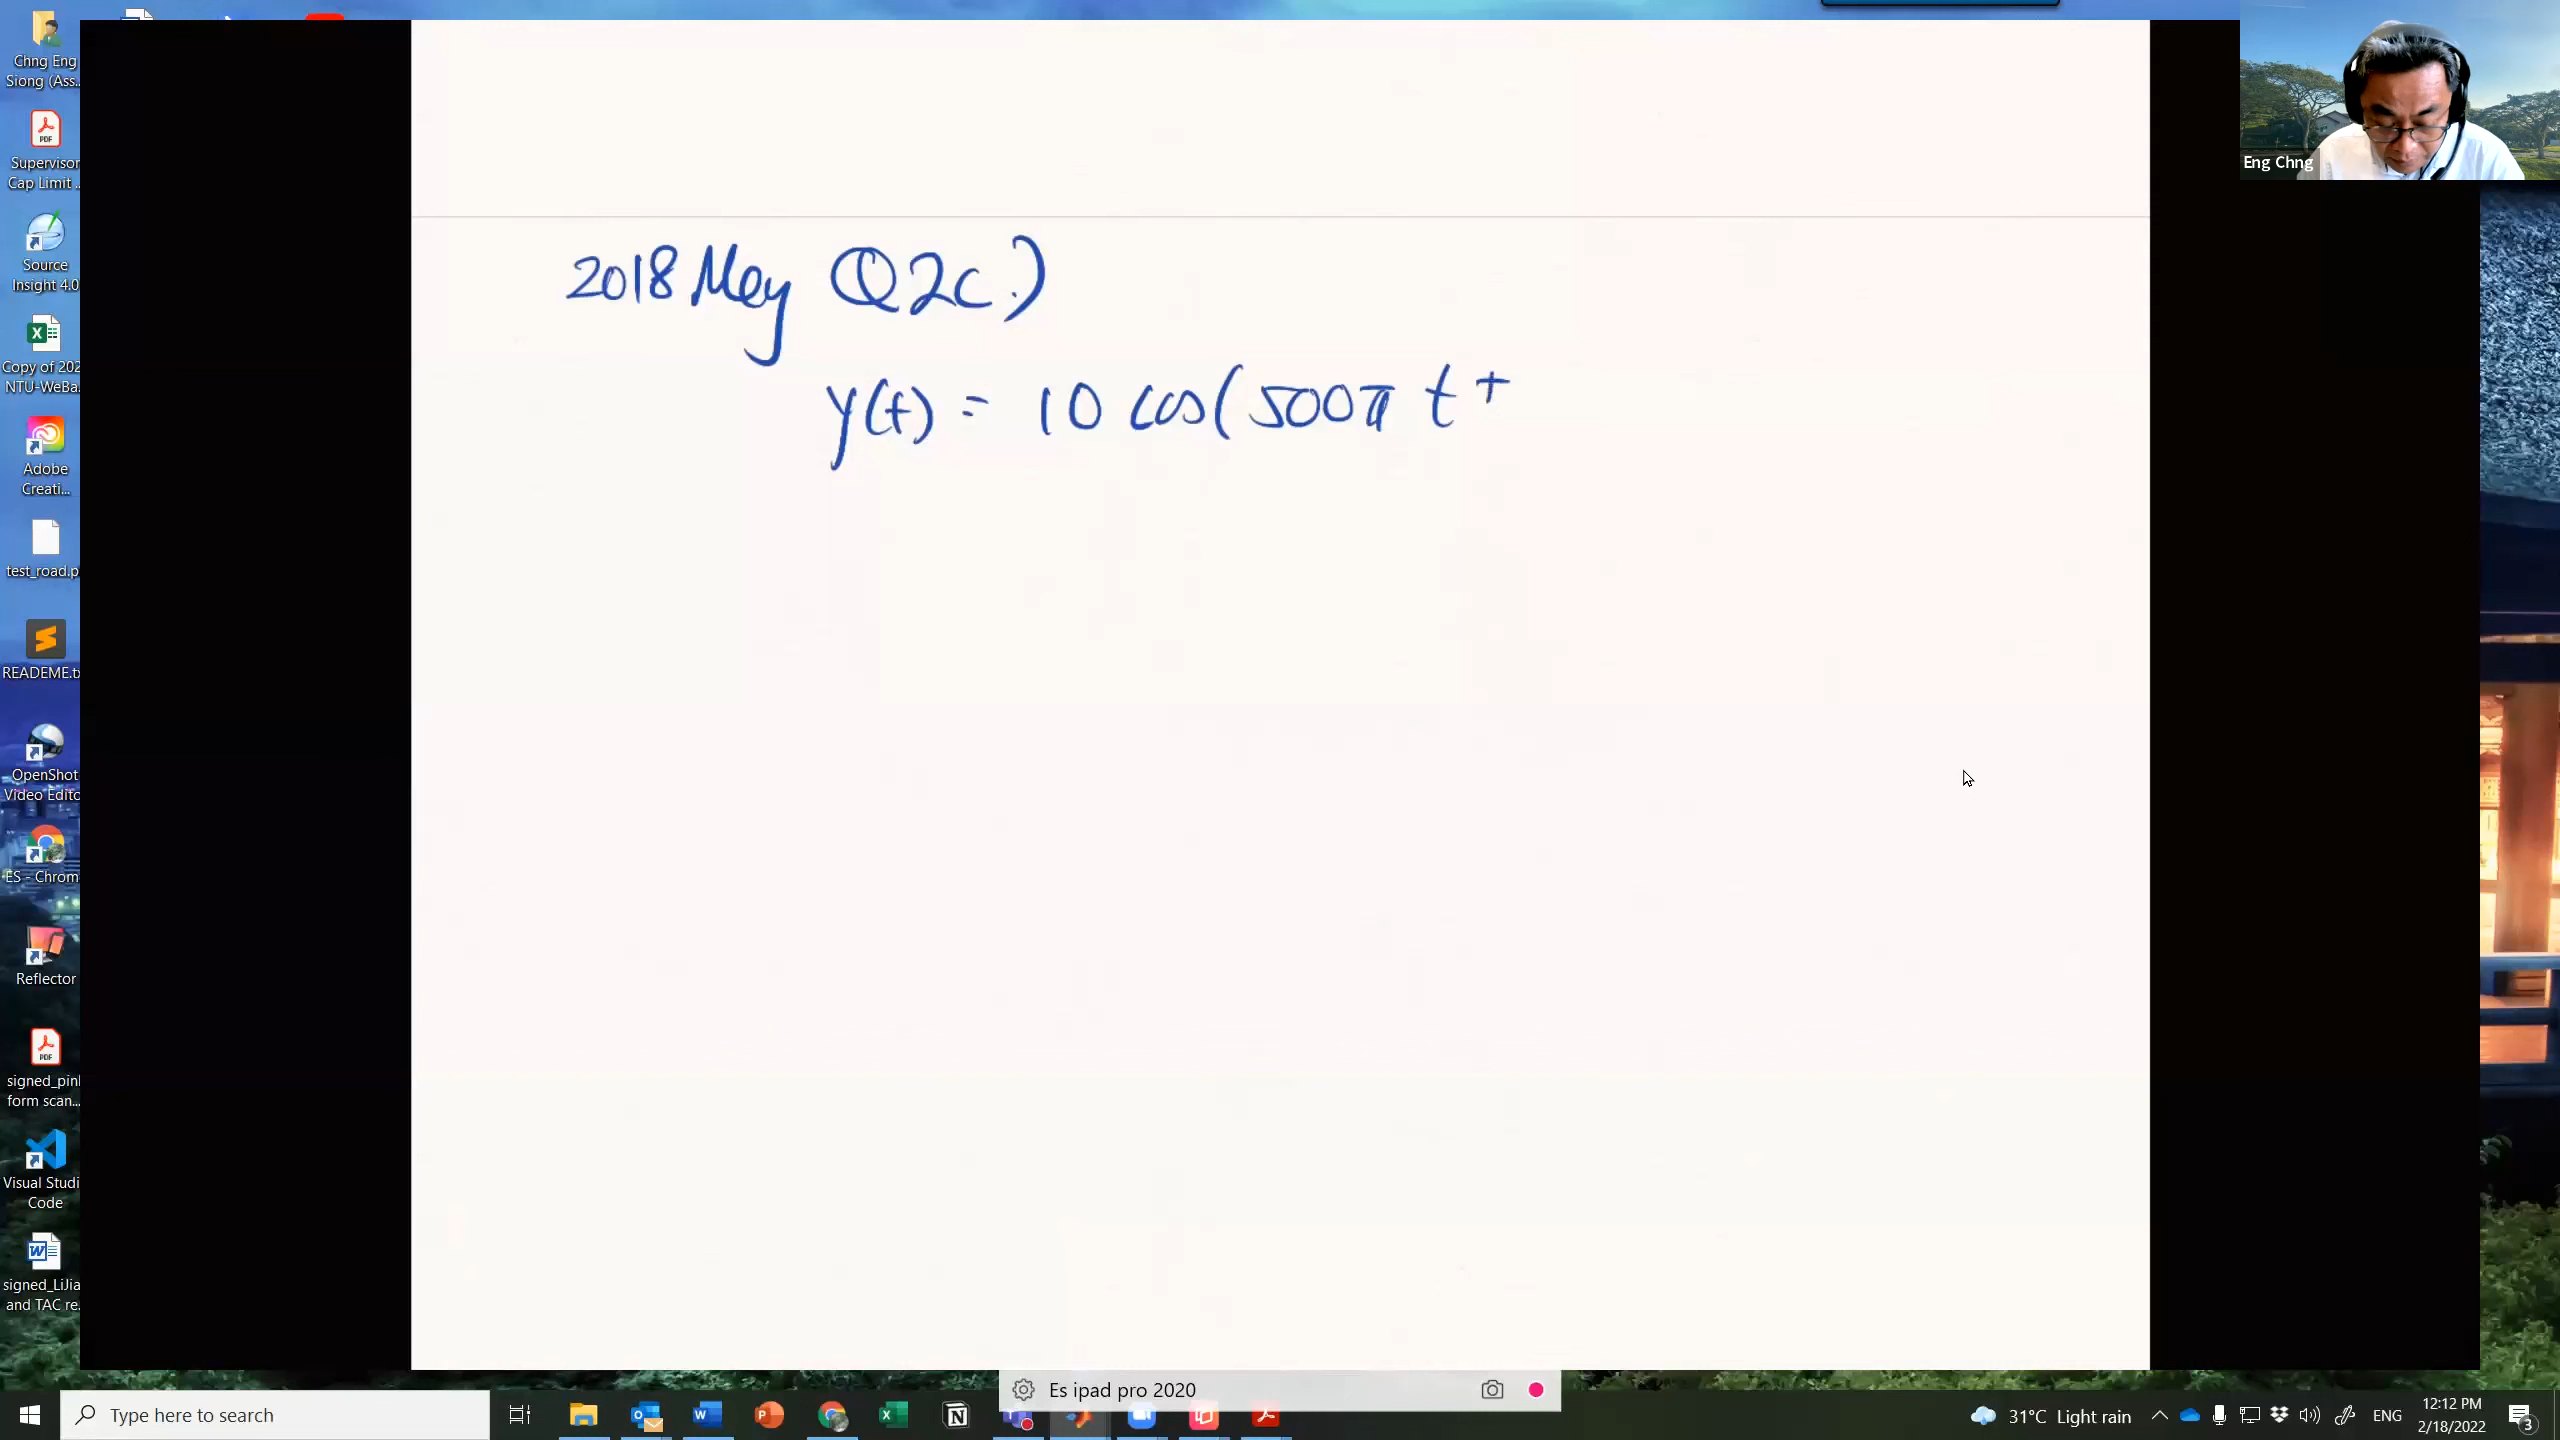 Chng Eng
Siong (Ass...
Supervisor
Cap Limit ...
Source
Insight 4.0
Copy of 202
NTU-WeBa...
Adobe
Creati...
test_road.p
READEME.t
OpenShot
Video Edito
ES - Chrom
Reflector
signed_pinl
form scan...
Visual Studi
Code
signed_LiJia
and TAC re...
2018 May Q2c.)
y(t) = 10 cos(500π t +
Eng Chng
Es ipad pro 2020
Type here to search
31°C Light rain
ENG
12:12 PM
2/18/2022
3